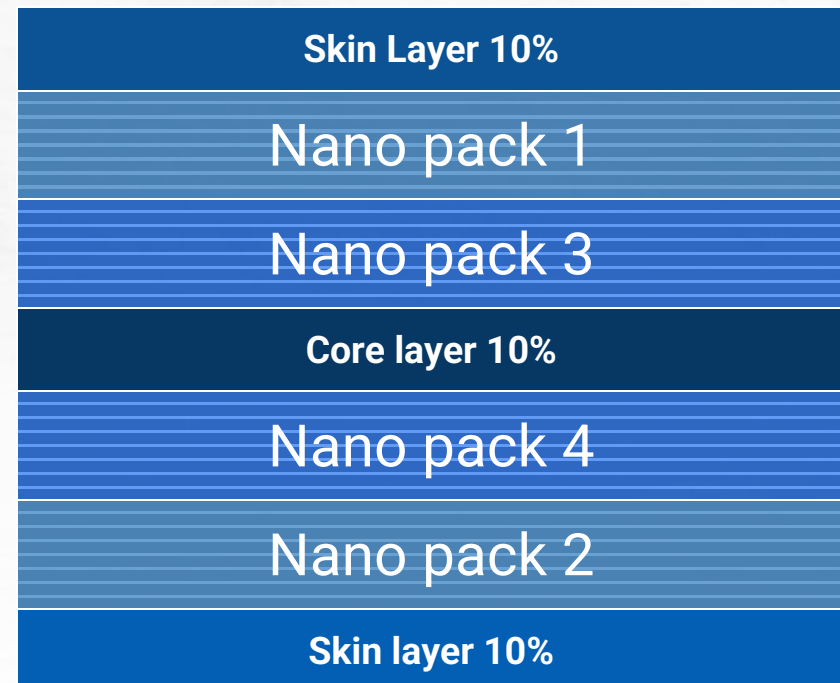 Skin Layer 10%
Nano pack 1
Nano pack 3
Core layer 10%
Nano pack 4
Nano pack 2
Skin layer 10%